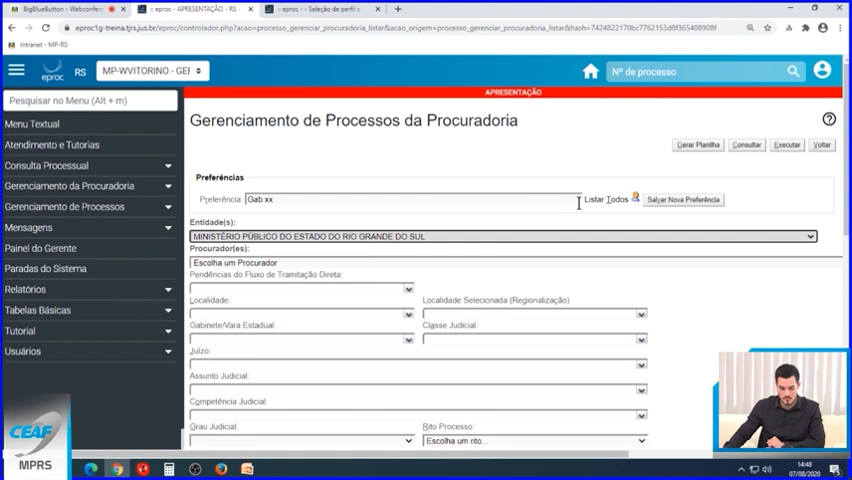 BigBlueButton - Webconferê
:: eproc - APRESENTAÇÃO - RS ::
:: eproc - - Seleção de perfil ::
eproc1g-treina.tjrs.jus.br/eproc/controlador.php?acao=processo_gerenciar_procuradoria_listar&acao_origem=processo_gerenciar_procuradoria_listar&hash=7424822170bc7762153d8f365408908f
Intranet - MP-RS
eproc RS MP-WVITORINO - GEF Nº de processo
APRESENTAÇÃO
Pesquisar no Menu (Alt + m)
Menu Textual
Atendimento e Tutorias
Consulta Processual
Gerenciamento da Procuradoria
Gerenciamento de Processos
Mensagens
Painel do Gerente
Paradas do Sistema
Relatórios
Tabelas Básicas
Tutorial
Usuários
Gerenciamento de Processos da Procuradoria
Gerar Planilha Consultar Executar Voltar
Preferências
Preferência: Gab xx Listar Todos Salvar Nova Preferência
Entidade(s):
MINISTÉRIO PÚBLICO DO ESTADO DO RIO GRANDE DO SUL
Procurador(es):
Escolha um Procurador
Pendências do Fluxo de Tramitação Direta:
Localidade: Localidade Selecionada (Regionalização)
Gabinete/Vara Estadual: Classe Judicial:
Juízo:
Assunto Judicial:
Competência Judicial:
Grau Judicial: Rito Processo:
Escolha um rito...
CEAF
MPRS
14:48
07/08/2020